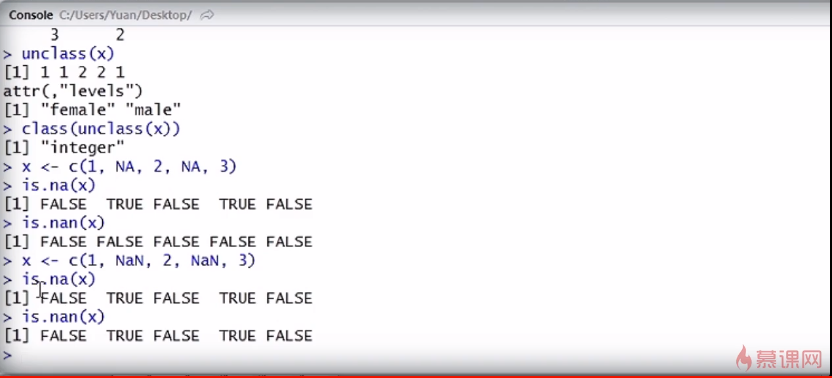 Console C:/Users/Yuan/Desktop/
3 2
> unclass(x)
[1] 1 1 2 2 1
attr(,"levels")
[1] "female" "male"
> class(unclass(x))
[1] "integer"
> x <- c(1, NA, 2, NA, 3)
> is.na(x)
[1] FALSE TRUE FALSE TRUE FALSE
> is.nan(x)
[1] FALSE FALSE FALSE FALSE FALSE
> x <- c(1, NaN, 2, NaN, 3)
> is.na(x)
[1] FALSE TRUE FALSE TRUE FALSE
> is.nan(x)
[1] FALSE TRUE FALSE TRUE FALSE
>
慕课网